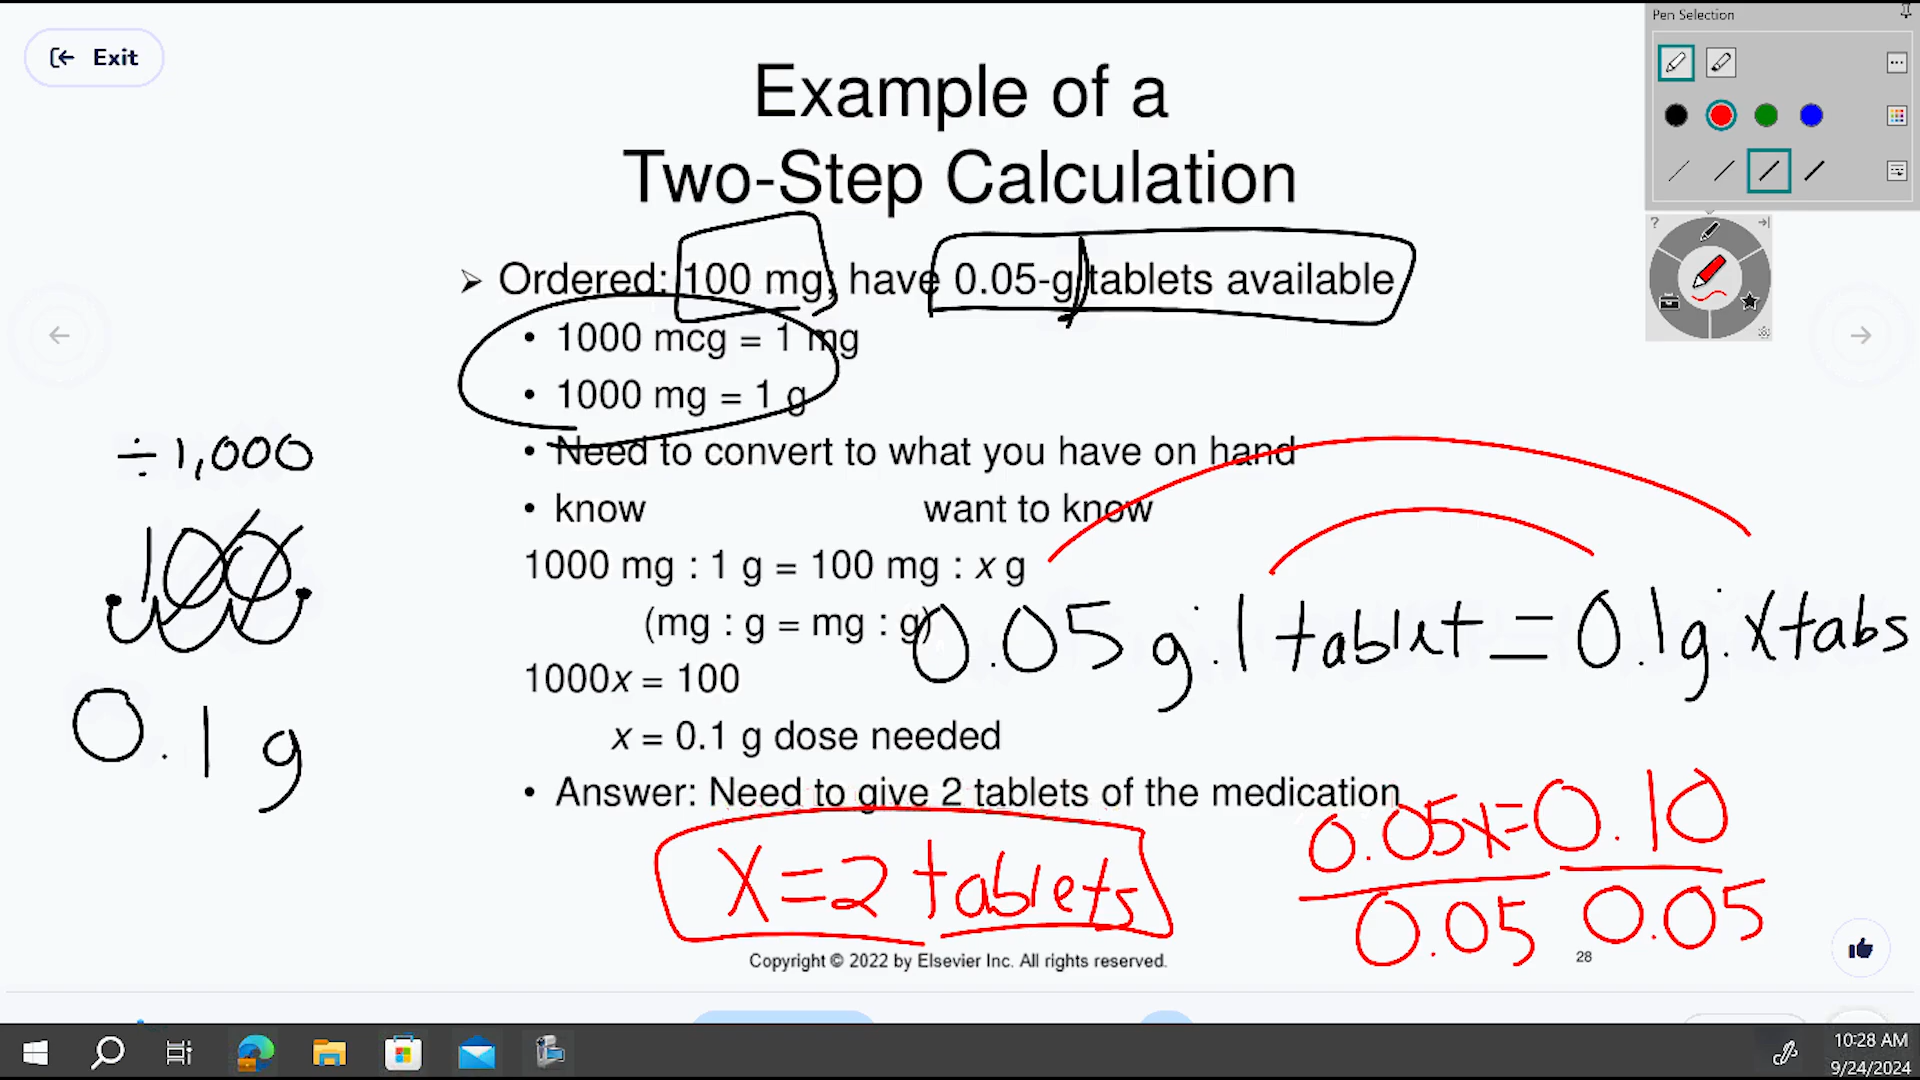 Pen Selection
Exit
Example of a
Two-Step Calculation
➢ Ordered: 100 mg; have 0.05-g tablets available
• 1000 mcg = 1 mg
• 1000 mg = 1 g
• Need to convert to what you have on hand
• know want to know
1000 mg : 1 g = 100 mg : x g
(mg : g = mg : g)
1000x = 100
x = 0.1 g dose needed
• Answer: Need to give 2 tablets of the medication
÷1,000
100.
0.1 g
0.05 g : 1 tablet = 0.1g : x tabs
0.05x = 0.10
0.05 0.05
X = 2 tablets
Copyright © 2022 by Elsevier Inc. All rights reserved.
28
10:28 AM
9/24/2024